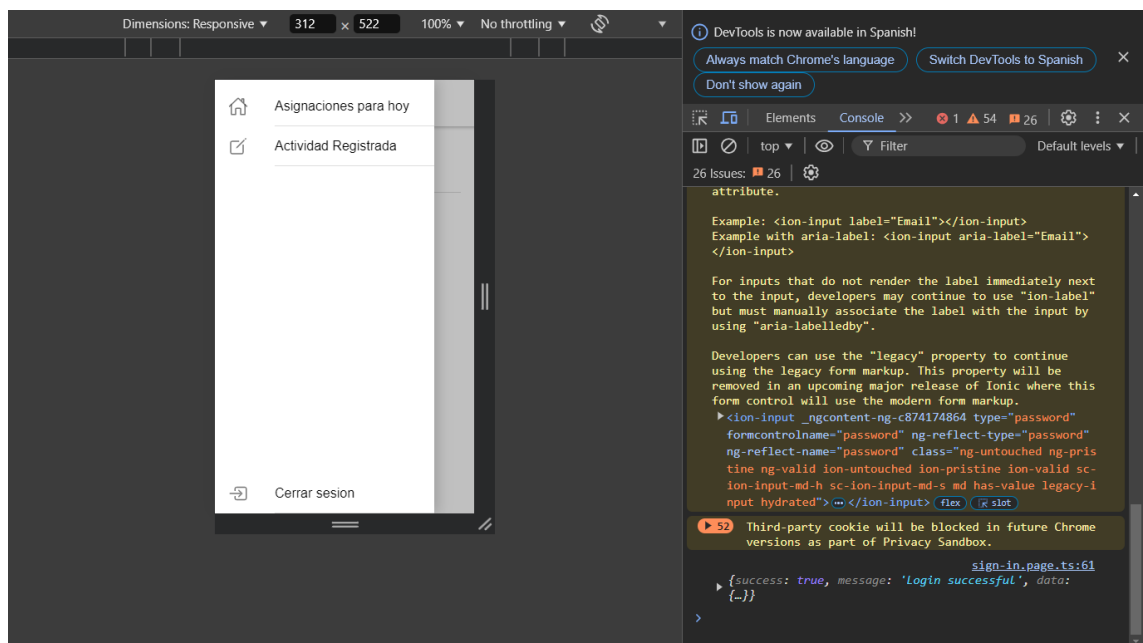 Dimensions: Responsive ▼ 312 × 522 100% ▼ No throttling ▼
Asignaciones para hoy
Actividad Registrada
Cerrar sesion
DevTools is now available in Spanish!
Always match Chrome's language Switch DevTools to Spanish
Don't show again
Elements Console >> 1 54 26
top ▼ Filter Default levels ▼
26 Issues: 26
attribute.
Example: <ion-input label="Email"></ion-input>
Example with aria-label: <ion-input aria-label="Email">
</ion-input>
For inputs that do not render the label immediately next
to the input, developers may continue to use "ion-label"
but must manually associate the label with the input by
using "aria-labelledby".
Developers can use the "legacy" property to continue
using the legacy form markup. This property will be
removed in an upcoming major release of Ionic where this
form control will use the modern form markup.
<ion-input _ngcontent-ng-c874174864 type="password"
formcontrolname="password" ng-reflect-type="password"
ng-reflect-name="password" class="ng-untouched ng-pris
tine ng-valid ion-untouched ion-pristine ion-valid sc-
ion-input-md-h sc-ion-input-md-s md has-value legacy-i
nput hydrated"> … </ion-input> flex slot
52 Third-party cookie will be blocked in future Chrome
versions as part of Privacy Sandbox.
sign-in.page.ts:61
{success: true, message: 'Login successful', data:
{…}}